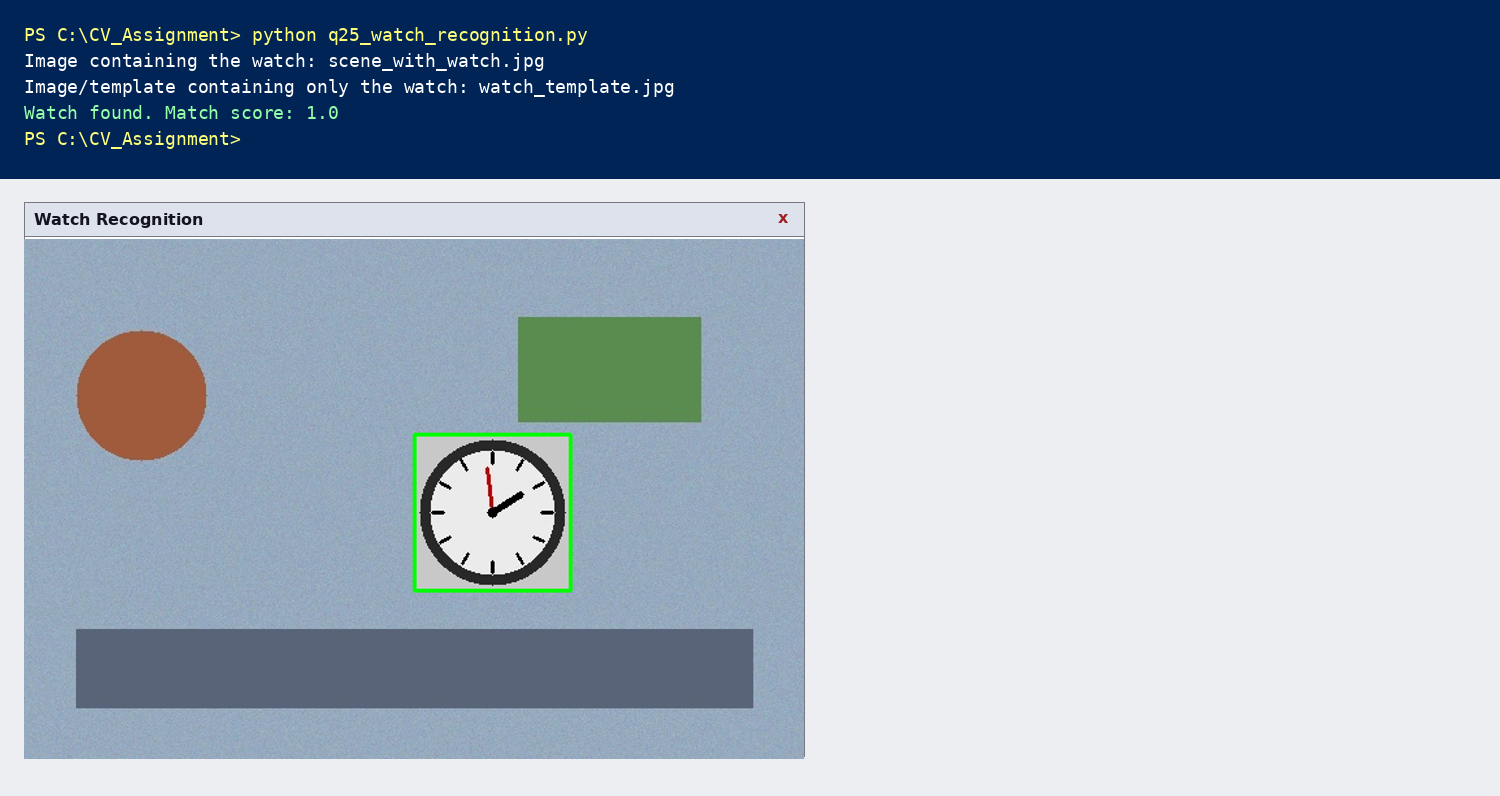 PS C:\CV_Assignment> python q25_watch_recognition.py
Image containing the watch: scene_with_watch.jpg
Image/template containing only the watch: watch_template.jpg
Watch found. Match score: 1.0
PS C:\CV_Assignment>
Watch Recognition x